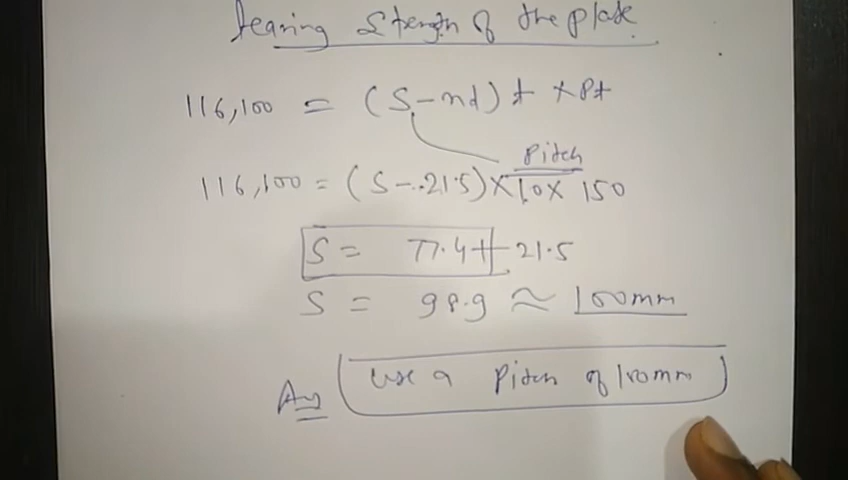 Tearing Strength of the plate
116,100 = (S-nd) t × Pt
Pitch
116,100 = (S-21.5) × 10 × 150
S = 77.4 + 21.5
S = 98.9 ≈ 100mm
Ans use a Pitch of 100mm